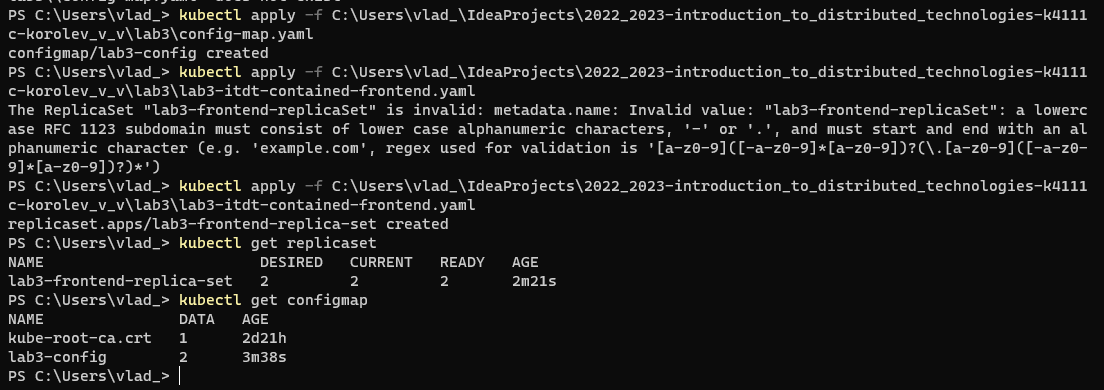 PS C:\Users\vlad_> kubectl apply -f C:\Users\vlad_\IdeaProjects\2022_2023-introduction_to_distributed_technologies-k4111
c-korolev_v_v\lab3\config-map.yaml
configmap/lab3-config created
PS C:\Users\vlad_> kubectl apply -f C:\Users\vlad_\IdeaProjects\2022_2023-introduction_to_distributed_technologies-k4111
c-korolev_v_v\lab3\lab3-itdt-contained-frontend.yaml
The ReplicaSet "lab3-frontend-replicaSet" is invalid: metadata.name: Invalid value: "lab3-frontend-replicaSet": a lowerc
ase RFC 1123 subdomain must consist of lower case alphanumeric characters, '-' or '.', and must start and end with an al
phanumeric character (e.g. 'example.com', regex used for validation is '[a-z0-9]([-a-z0-9]*[a-z0-9])?(\.[a-z0-9]([-a-z0-
9]*[a-z0-9])?)*')
PS C:\Users\vlad_> kubectl apply -f C:\Users\vlad_\IdeaProjects\2022_2023-introduction_to_distributed_technologies-k4111
c-korolev_v_v\lab3\lab3-itdt-contained-frontend.yaml
replicaset.apps/lab3-frontend-replica-set created
PS C:\Users\vlad_> kubectl get replicaset
NAME DESIRED CURRENT READY AGE
lab3-frontend-replica-set 2 2 2 2m21s
PS C:\Users\vlad_> kubectl get configmap
NAME DATA AGE
kube-root-ca.crt 1 2d21h
lab3-config 2 3m38s
PS C:\Users\vlad_>